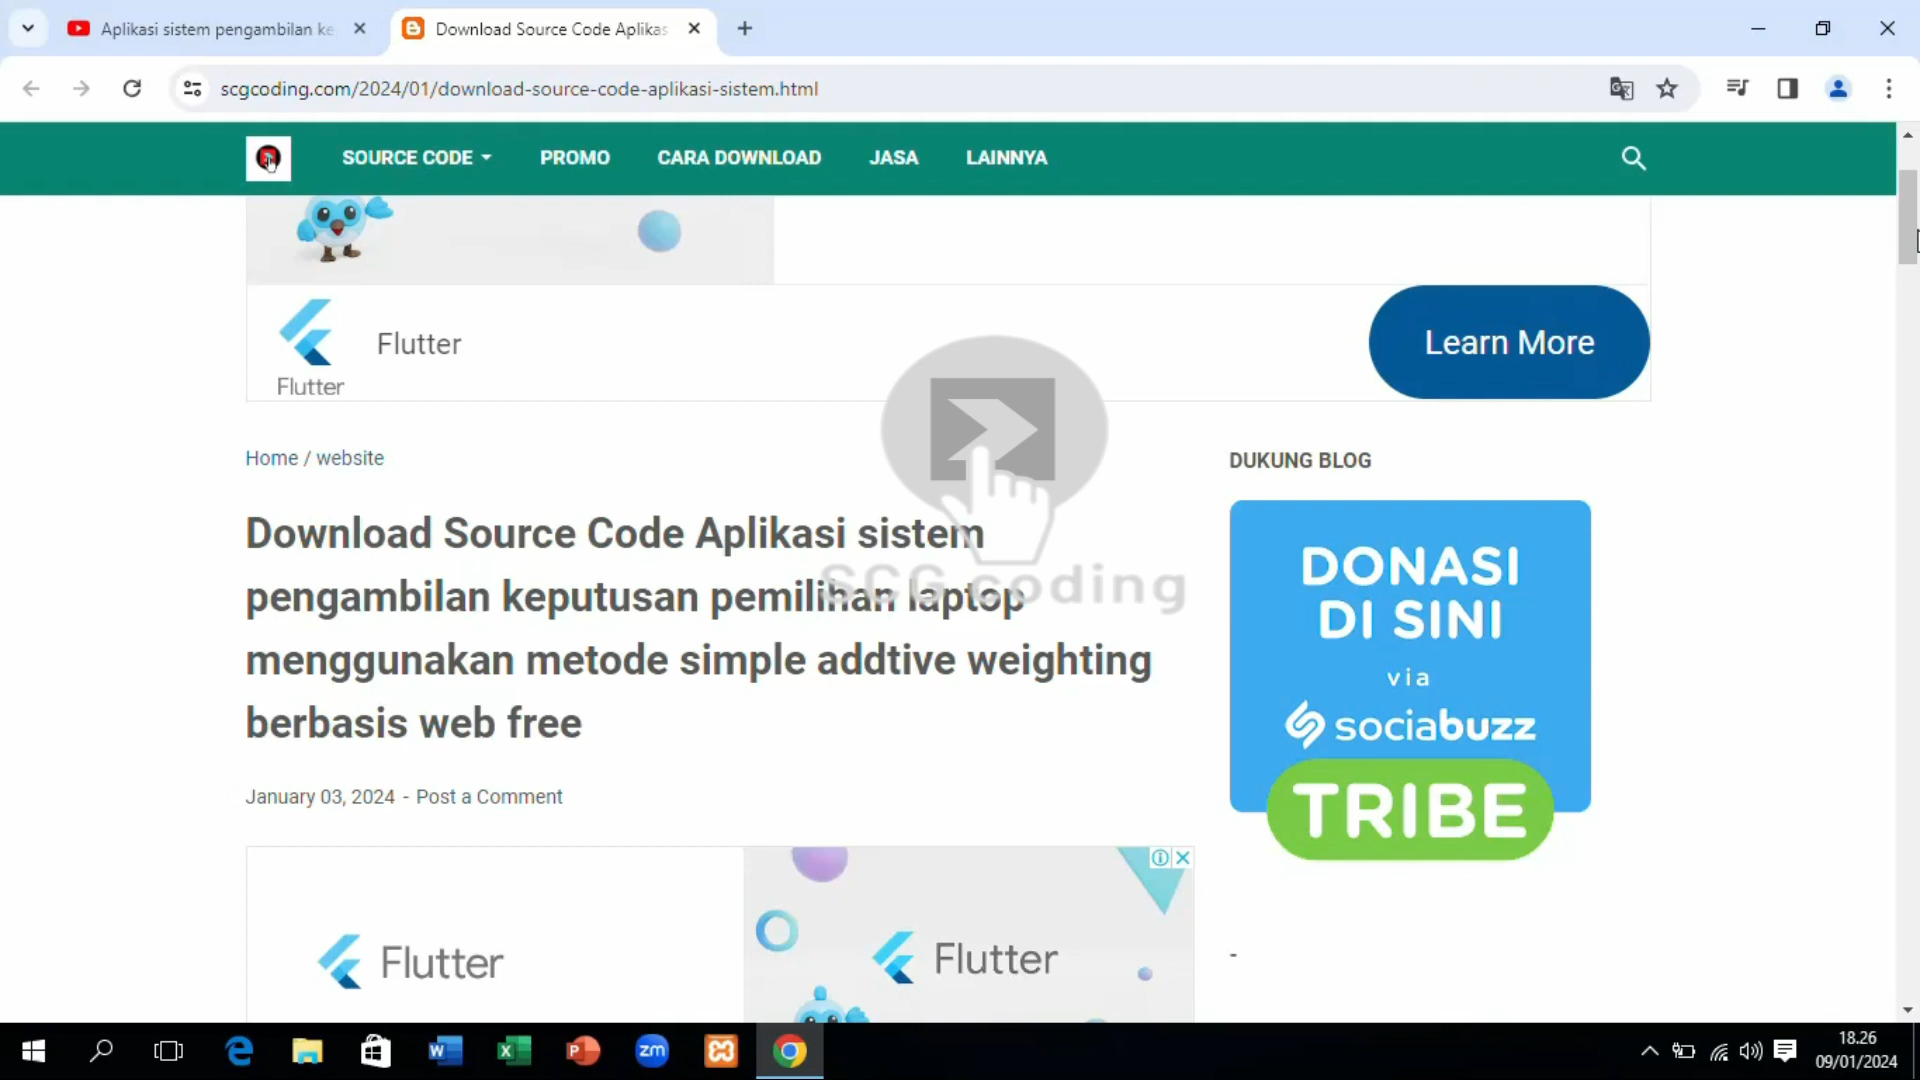 Aplikasi sistem pengambilan ke
Download Source Code Aplikas
scgcoding.com/2024/01/download-source-code-aplikasi-sistem.html
SOURCE CODE
PROMO
CARA DOWNLOAD
JASA
LAINNYA
Flutter
Flutter
Learn More
Home / website
DUKUNG BLOG
Download Source Code Aplikasi sistem
pengambilan keputusan pemilihan laptop
menggunakan metode simple addtive weighting
berbasis web free
SCG coding
January 03, 2024 - Post a Comment
DONASI
DI SINI
via
sociabuzz
TRIBE
Flutter
Flutter
-
18.26
09/01/2024
zm